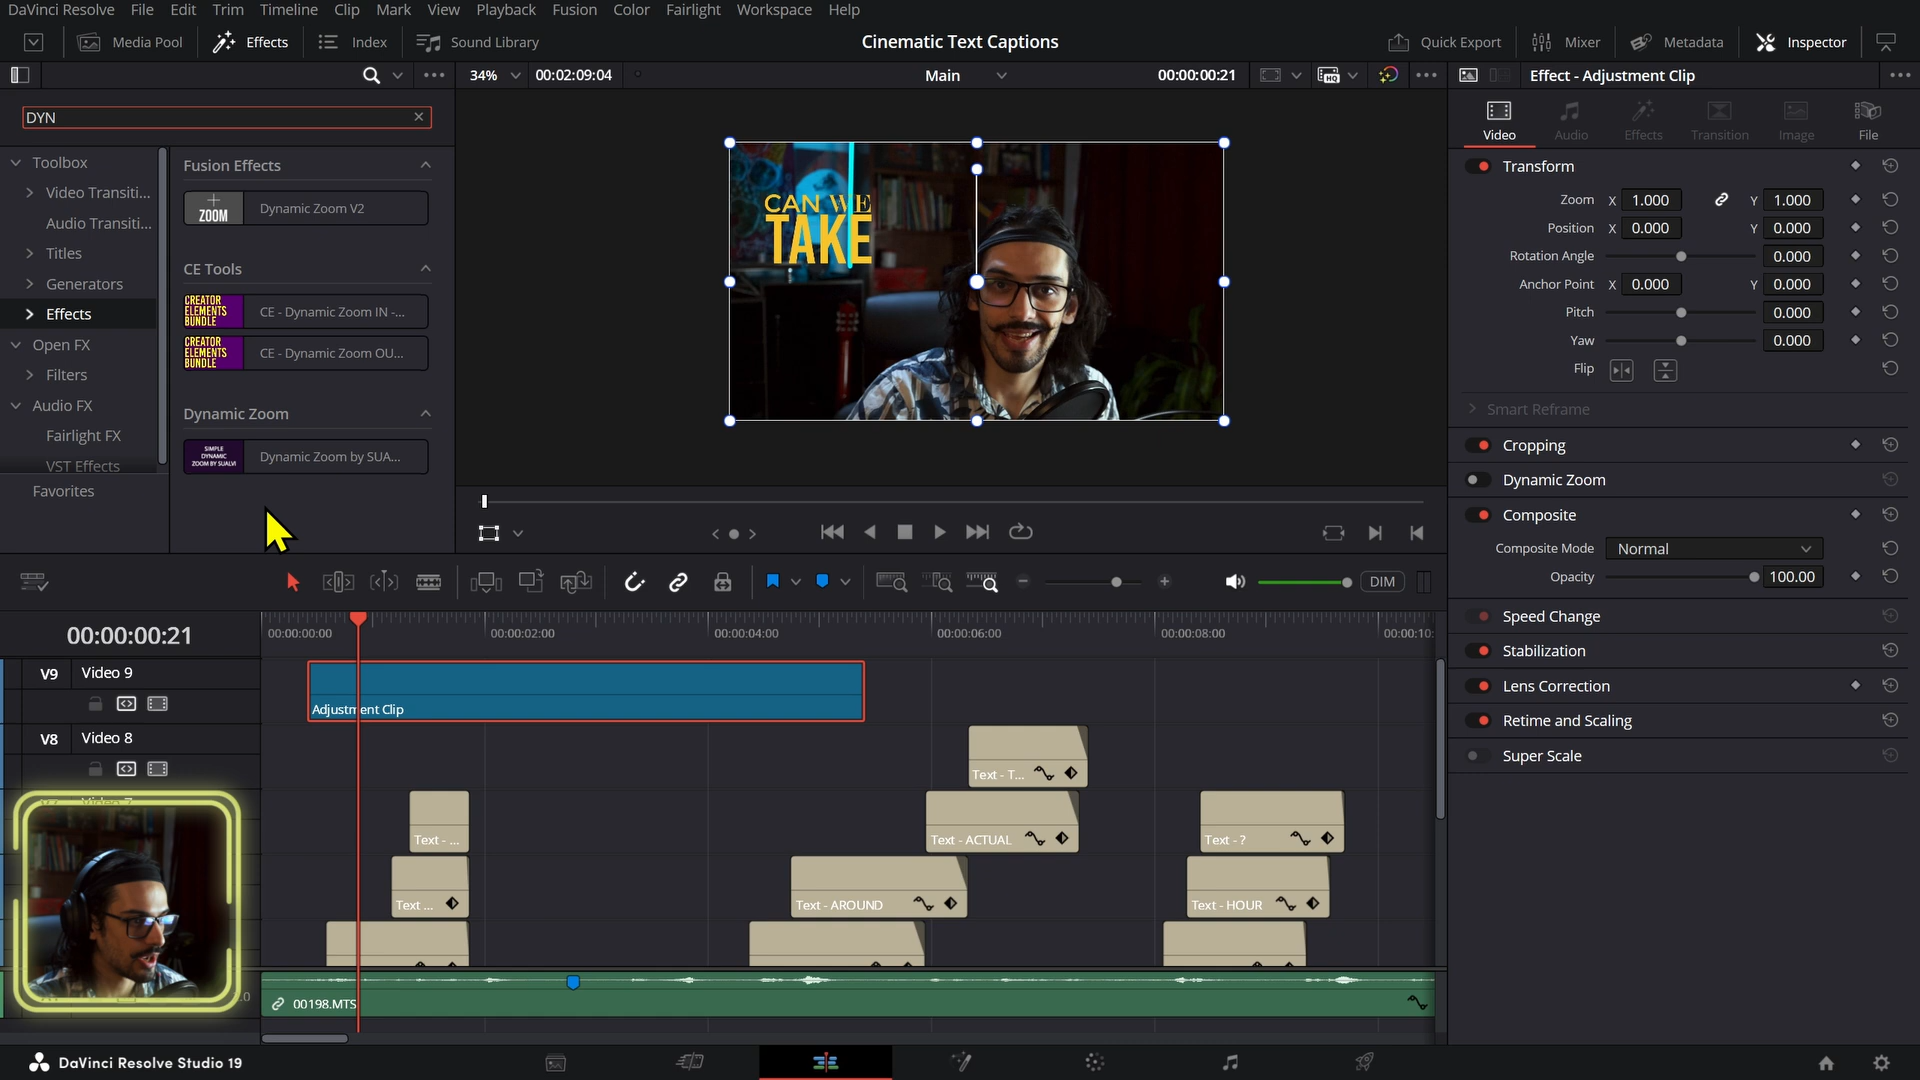 DaVinci Resolve File Edit Trim Timeline Clip Mark View Playback Fusion Color Fairlight Workspace Help
Media Pool Effects Index Sound Library Cinematic Text Captions Quick Export Mixer Metadata Inspector
34% 00:02:09:04 Main 00:00:00:21 HQ Effect - Adjustment Clip
DYN
Video Audio Effects Transition Image File
Toolbox
Video Transiti...
Audio Transiti...
Titles
Generators
Effects
Open FX
Filters
Audio FX
Fairlight FX
VST Effects
Favorites
Fusion Effects
ZOOM Dynamic Zoom V2
CE Tools
CREATOR ELEMENTS BUNDLE CE - Dynamic Zoom IN -...
CREATOR ELEMENTS BUNDLE CE - Dynamic Zoom OU...
Dynamic Zoom
SIMPLE DYNAMIC ZOOM BY SUALVI Dynamic Zoom by SUA...
CAN WE
TAKE
Transform
Zoom X 1.000 Y 1.000
Position X 0.000 Y 0.000
Rotation Angle 0.000
Anchor Point X 0.000 Y 0.000
Pitch 0.000
Yaw 0.000
Flip
Smart Reframe
Cropping
Dynamic Zoom
Composite
Composite Mode Normal
Opacity 100.00
Speed Change
Stabilization
Lens Correction
Retime and Scaling
Super Scale
DIM
00:00:00:21 00:00:00:00 00:00:02:00 00:00:04:00 00:00:06:00 00:00:08:00 00:00:10:
V9 Video 9
Adjustment Clip
V8 Video 8
Text - T...
Text - ... Text - ACTUAL Text - ?
Text ... Text - AROUND Text - HOUR
00198.MTS
DaVinci Resolve Studio 19